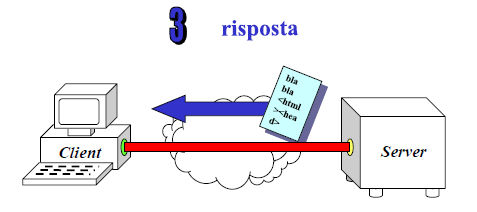 3 risposta
bla
bla
<html
><hea
d>
Client
Server